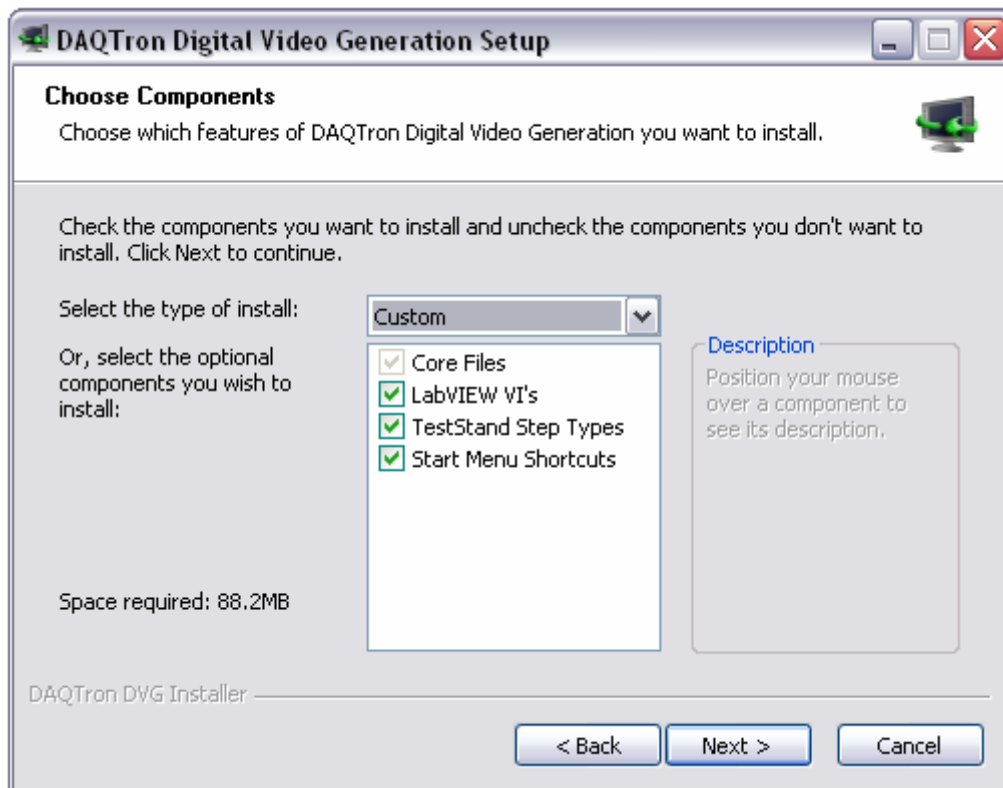 DAQTron Digital Video Generation Setup
Choose Components
Choose which features of DAQTron Digital Video Generation you want to install.
Check the components you want to install and uncheck the components you don't want to
install. Click Next to continue.
Select the type of install:
Custom
Or, select the optional
components you wish to
install:
Core Files
LabVIEW VI's
TestStand Step Types
Start Menu Shortcuts
Description
Position your mouse
over a component to
see its description.
Space required: 88.2MB
DAQTron DVG Installer
< Back
Next >
Cancel